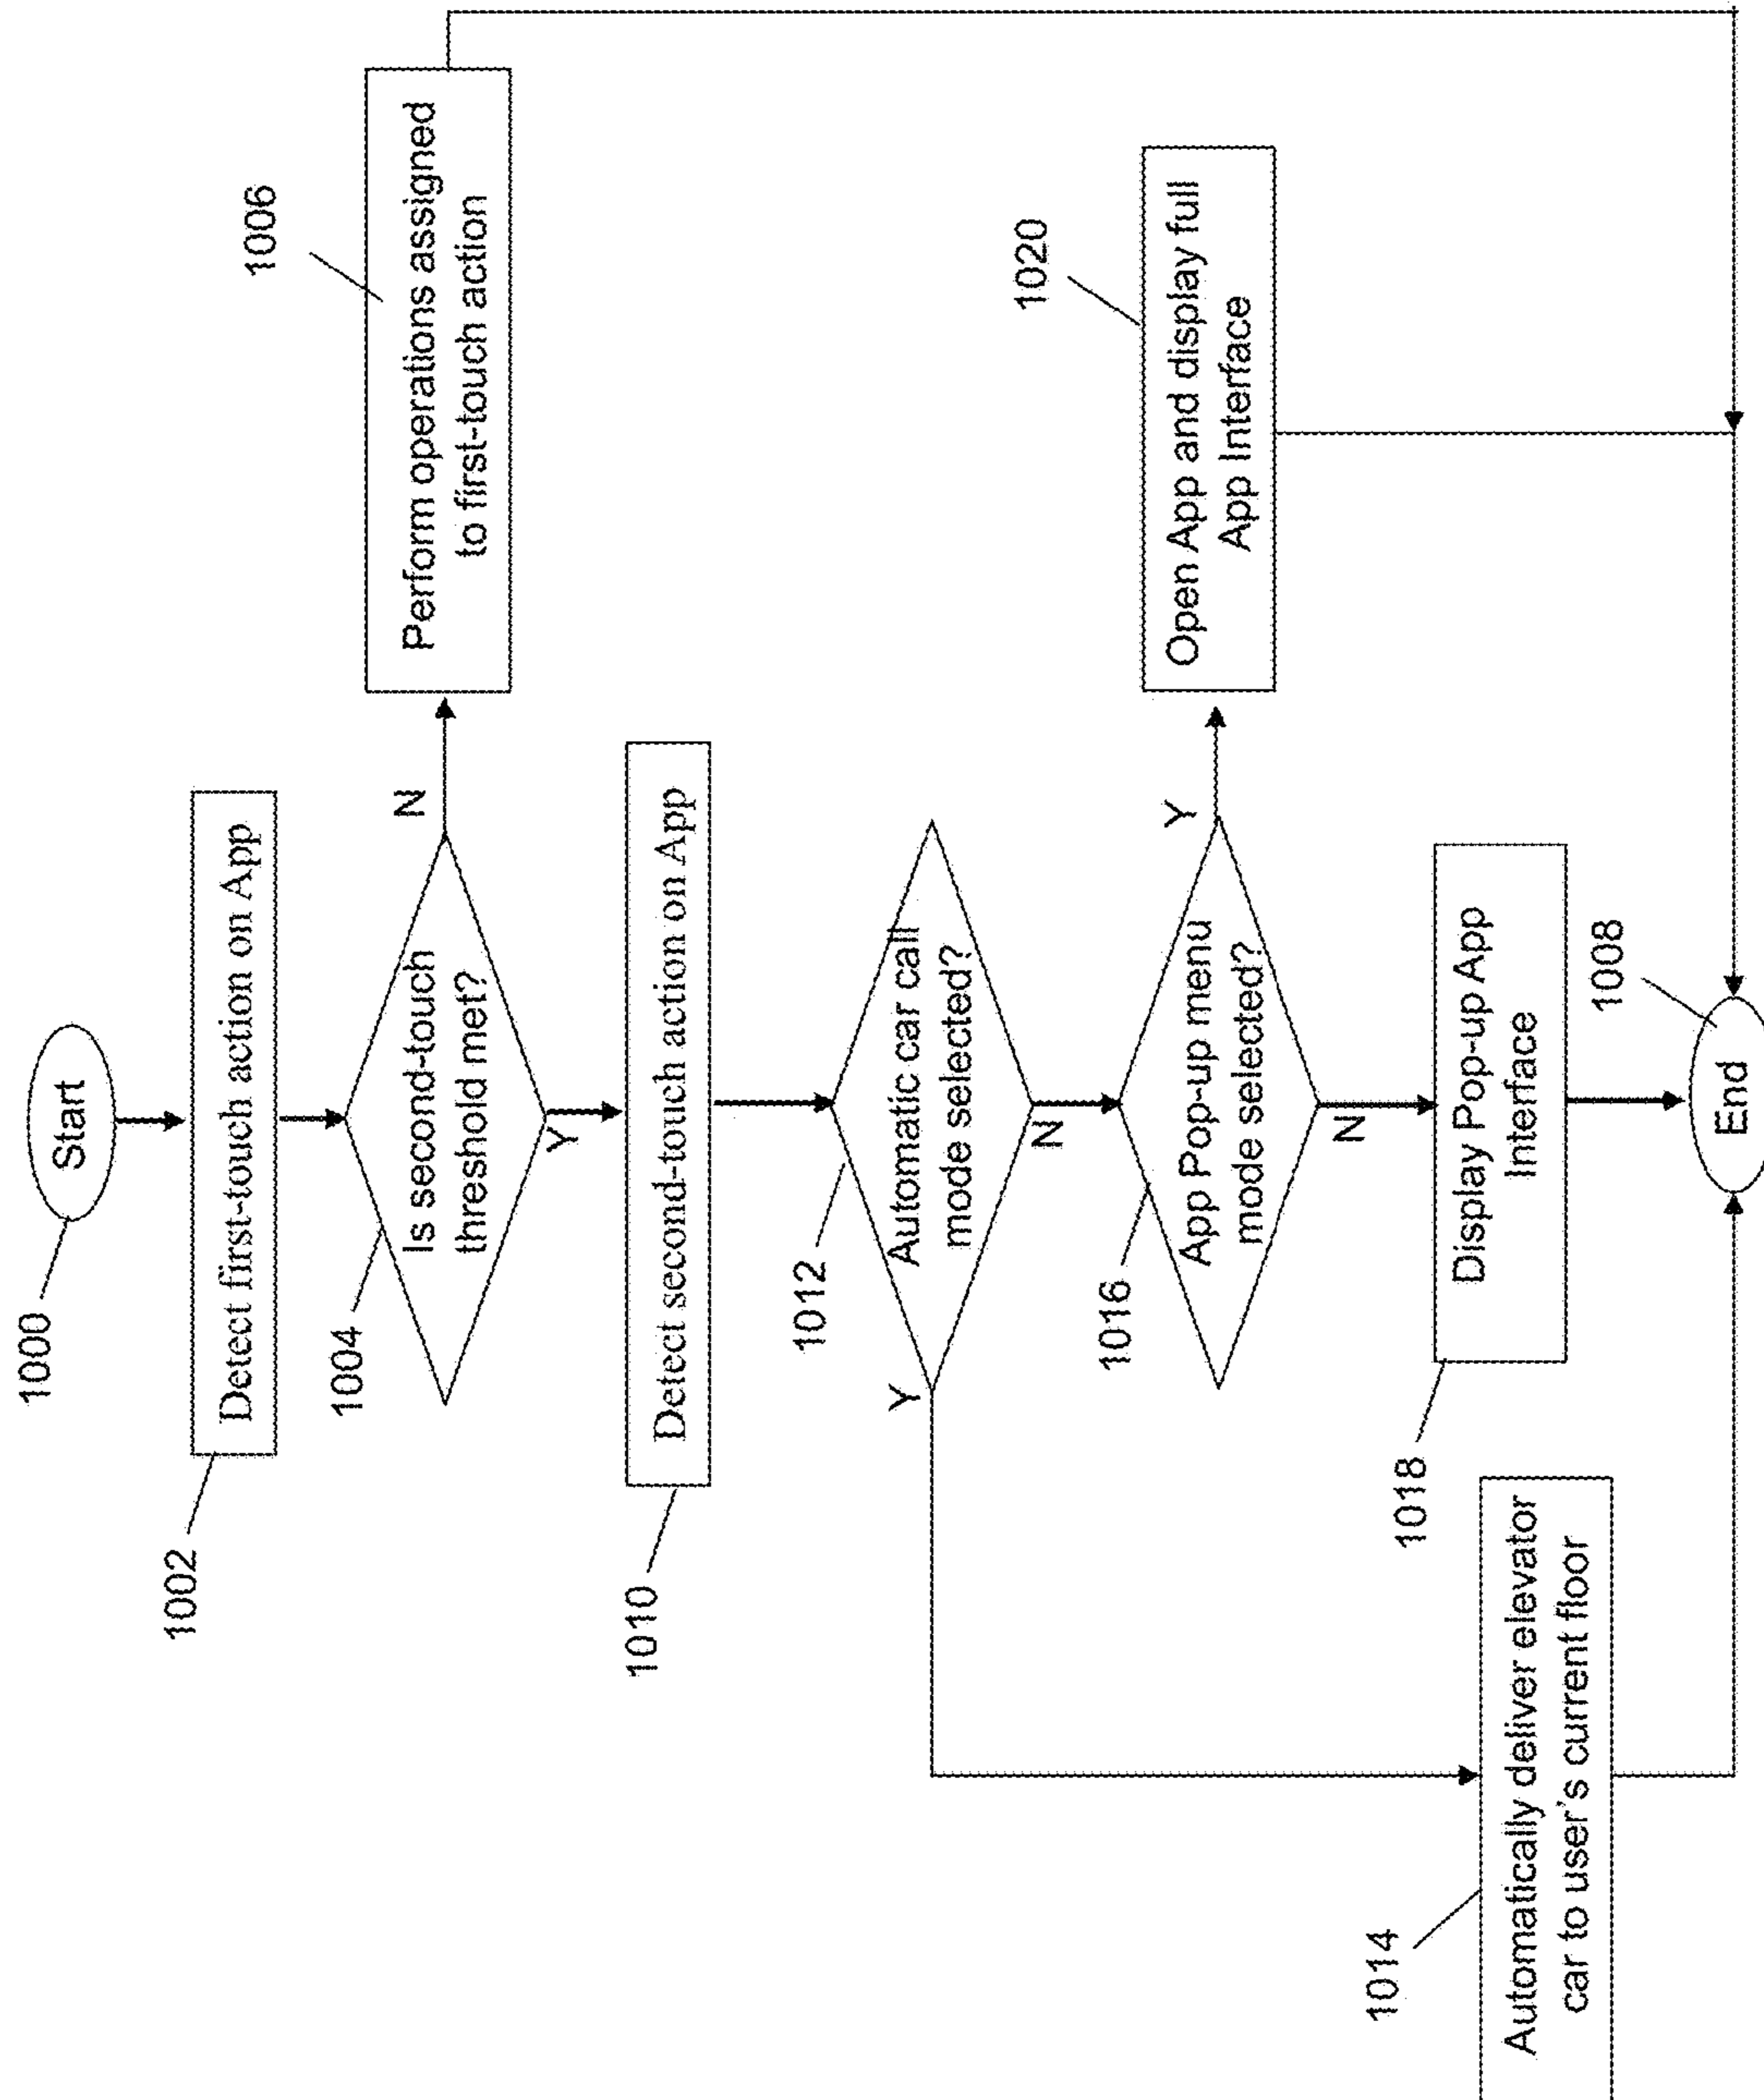 1000
Start
1002
Detect first-touch action on App
1004
Is second-touch
threshold met?
N
1006
Perform operations assigned
to first-touch action
Y
1010
Detect second-touch action on App
1012
Automatic car call
mode selected?
Y
N
1014
Automatically deliver elevator
car to user's current floor
1016
App Pop-up menu
mode selected?
Y
1020
Open App and display full
App Interface
N
1018
Display Pop-up App
Interface
1008
End